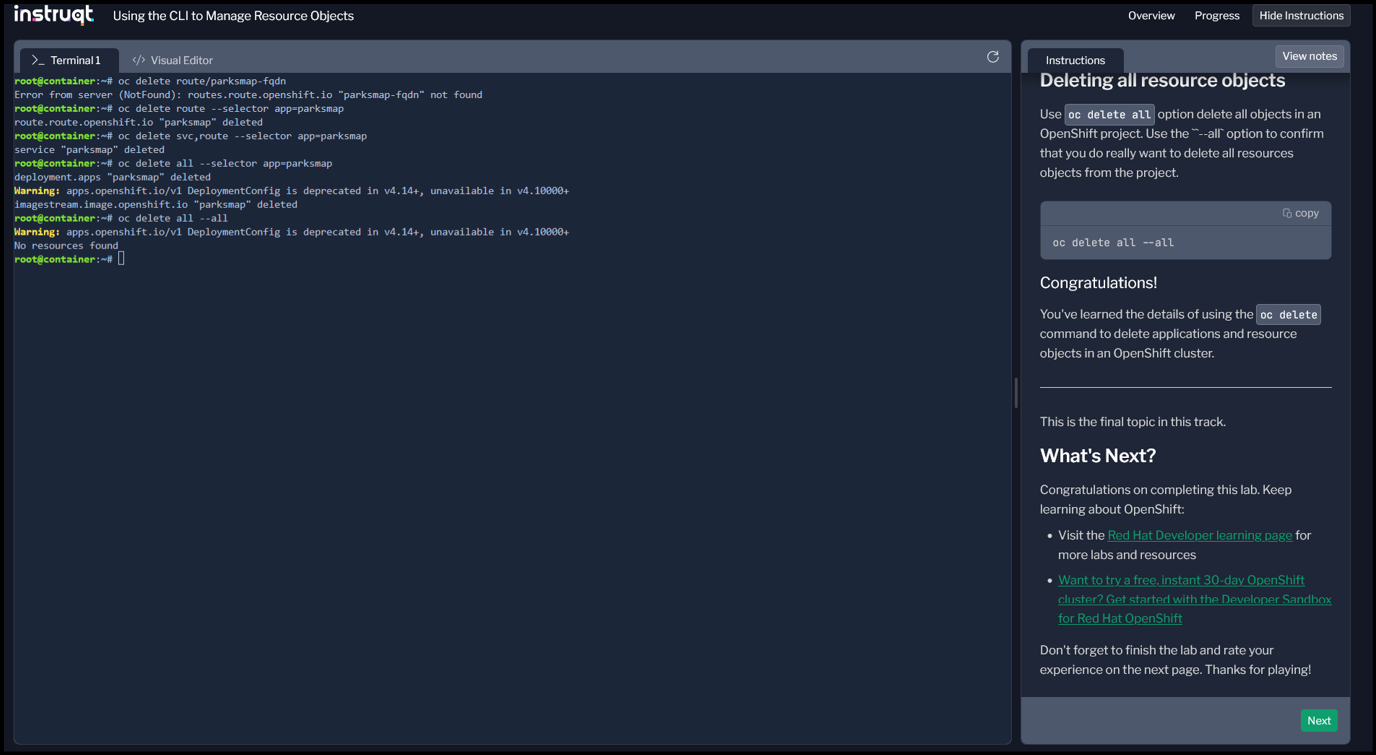 instruqt Using the CLI to Manage Resource Objects Overview Progress Hide Instructions
>_ Terminal 1 </> Visual Editor
root@container:~# oc delete route/parksmap-fqdn
Error from server (NotFound): routes.route.openshift.io "parksmap-fqdn" not found
root@container:~# oc delete route --selector app=parksmap
route.route.openshift.io "parksmap" deleted
root@container:~# oc delete svc,route --selector app=parksmap
service "parksmap" deleted
root@container:~# oc delete all --selector app=parksmap
deployment.apps "parksmap" deleted
Warning: apps.openshift.io/v1 DeploymentConfig is deprecated in v4.14+, unavailable in v4.10000+
imagestream.image.openshift.io "parksmap" deleted
root@container:~# oc delete all --all
Warning: apps.openshift.io/v1 DeploymentConfig is deprecated in v4.14+, unavailable in v4.10000+
No resources found
root@container:~#
Instructions View notes
Deleting all resource objects
Use oc delete all option delete all objects in an
OpenShift project. Use the ``--all` option to confirm
that you do really want to delete all resources
objects from the project.
copy
oc delete all --all
Congratulations!
You've learned the details of using the oc delete
command to delete applications and resource
objects in an OpenShift cluster.
This is the final topic in this track.
What's Next?
Congratulations on completing this lab. Keep
learning about OpenShift:
• Visit the Red Hat Developer learning page for
more labs and resources
• Want to try a free, instant 30-day OpenShift
cluster? Get started with the Developer Sandbox
for Red Hat OpenShift
Don't forget to finish the lab and rate your
experience on the next page. Thanks for playing!
Next